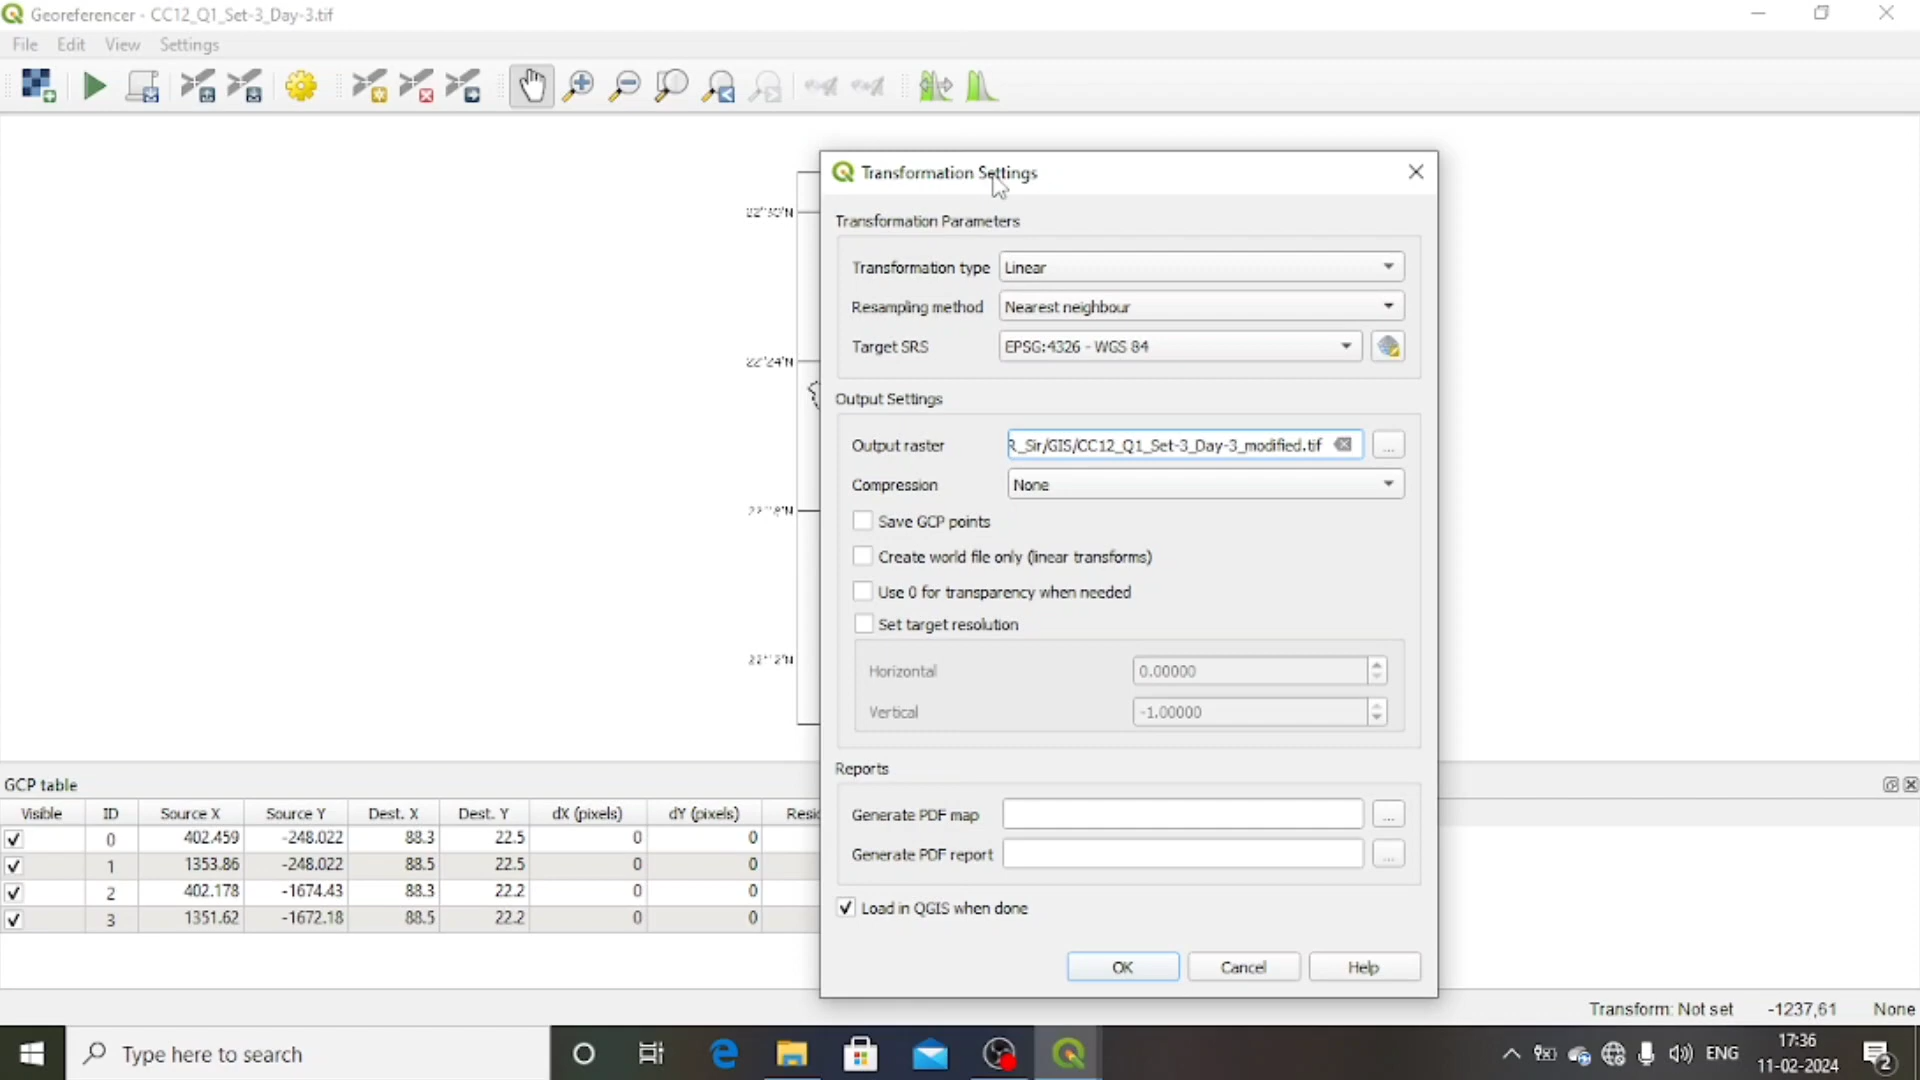 Georeferencer - CC12_Q1_Set-3_Day-3.tif
File Edit View Settings
Transformation Settings
Transformation Parameters
Transformation type Linear
Resampling method Nearest neighbour
Target SRS EPSG:4326 - WGS 84
Output Settings
Output raster R_Sir/GIS/CC12_Q1_Set-3_Day-3_modified.tif ...
Compression None
Save GCP points
Create world file only (linear transforms)
Use 0 for transparency when needed
Set target resolution
Horizontal 0.00000
Vertical -1.00000
Reports
Generate PDF map ...
Generate PDF report ...
Load in QGIS when done
OK Cancel Help
22°30'N
22°24'N
22°18'N
22°12'N
GCP table
Visible ID Source X Source Y Dest. X Dest. Y dX (pixels) dY (pixels) Resid
0 402.459 -248.022 88.3 22.5 0 0
1 1353.86 -248.022 88.5 22.5 0 0
2 402.178 -1674.43 88.3 22.2 0 0
3 1351.62 -1672.18 88.5 22.2 0 0
Transform: Not set -1237,61 None
Type here to search
ENG
17:36
11-02-2024
2